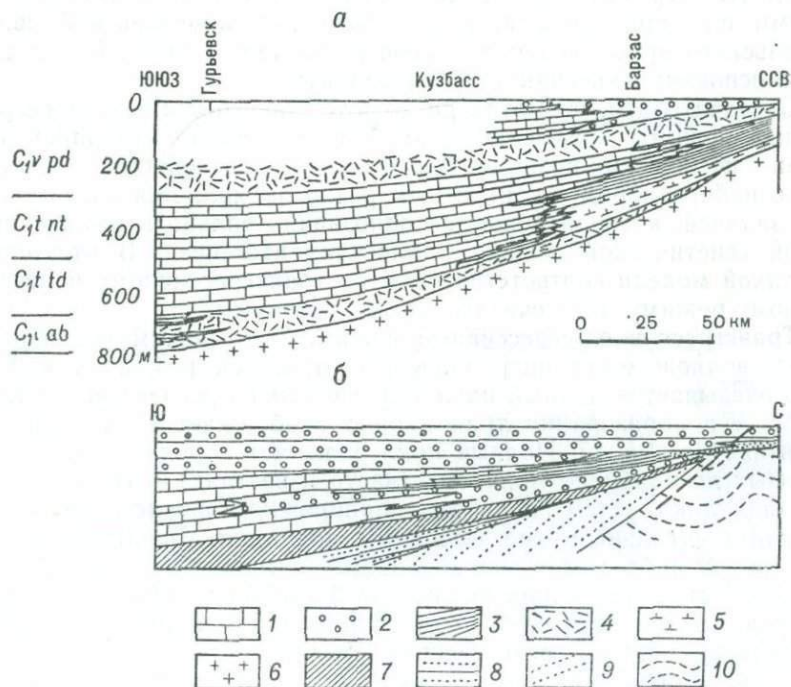 а
Гурьевск
Барзас
ЮЮЗ Кузбасс ССВ
0
C₁v pd 200
C₁t nt 400
C₁t td 600
C₁t ab 800 м
0 25 50 км
б
Ю С
1 2 3 4 5
6 7 8 9 10